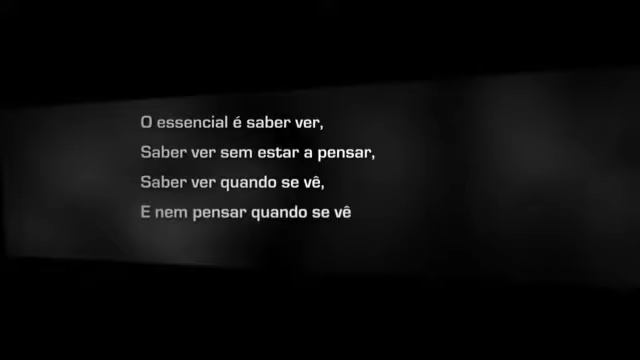 O essencial é saber ver,
Saber ver sem estar a pensar,
Saber ver quando se vê,
E nem pensar quando se vê